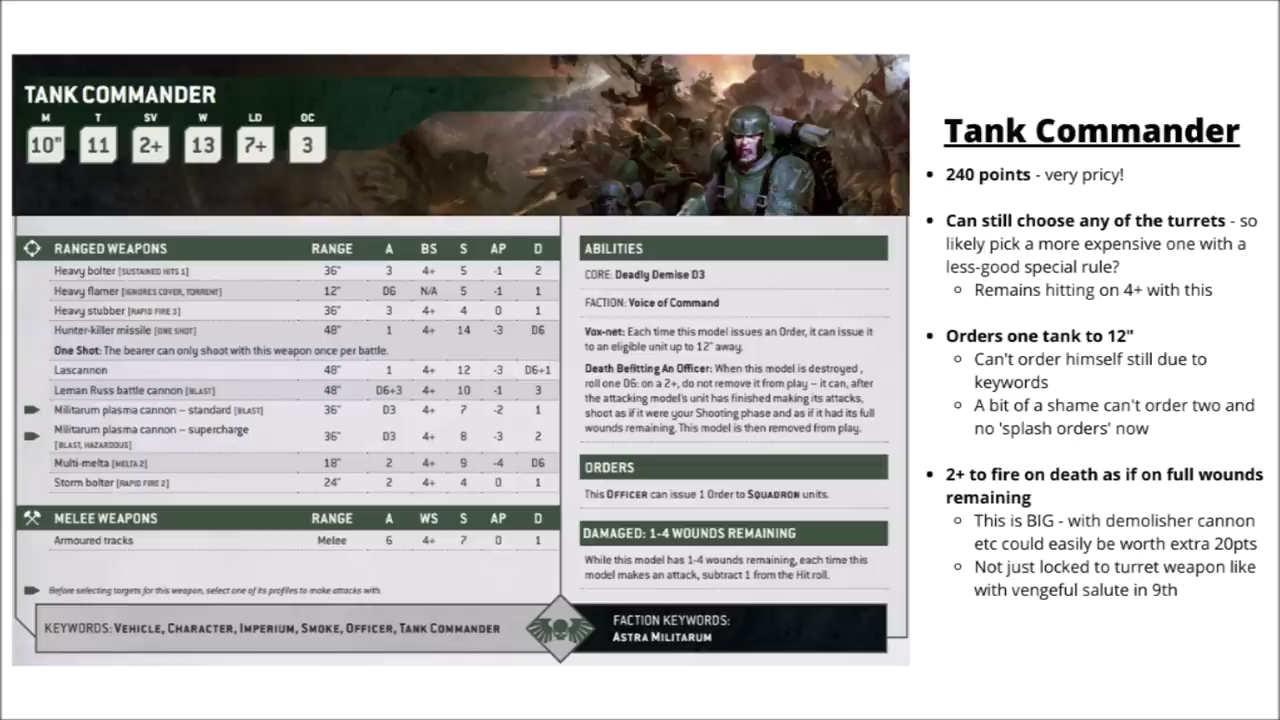 TANK COMMANDER
M T SV W LD OC
10" 11 2+ 13 7+ 3
RANGED WEAPONS RANGE A BS S AP D
Heavy bolter [SUSTAINED HITS 1] 36" 3 4+ 5 -1 2
Heavy flamer [IGNORES COVER, TORRENT] 12" D6 N/A 5 -1 1
Heavy stubber [RAPID FIRE 3] 36" 3 4+ 4 0 1
Hunter-killer missile [ONE SHOT] 48" 1 4+ 14 -3 D6
One Shot: The bearer can only shoot with this weapon once per battle.
Lascannon 48" 1 4+ 12 -3 D6+1
Leman Russ battle cannon [BLAST] 48" D6+3 4+ 10 -1 3
Militarum plasma cannon – standard [BLAST] 36" D3 4+ 7 -2 1
Militarum plasma cannon – supercharge
[BLAST, HAZARDOUS] 36" D3 4+ 8 -3 2
Multi-melta [MELTA 2] 18" 2 4+ 9 -4 D6
Storm bolter [RAPID FIRE 2] 24" 2 4+ 4 0 1
MELEE WEAPONS RANGE A WS S AP D
Armoured tracks Melee 6 4+ 7 0 1
Before selecting targets for this weapon, select one of its profiles to make attacks with.
KEYWORDS: VEHICLE, CHARACTER, IMPERIUM, SMOKE, OFFICER, TANK COMMANDER
ABILITIES
CORE: Deadly Demise D3
FACTION: Voice of Command
Vox-net: Each time this model issues an Order, it can issue it
to an eligible unit up to 12" away.
Death Befitting An Officer: When this model is destroyed ,
roll one D6: on a 2+, do not remove it from play – it can, after
the attacking model's unit has finished making its attacks,
shoot as if it were your Shooting phase and as if it had its full
wounds remaining. This model is then removed from play.
ORDERS
This OFFICER can issue 1 Order to SQUADRON units.
DAMAGED: 1-4 WOUNDS REMAINING
While this model has 1-4 wounds remaining, each time this
model makes an attack, subtract 1 from the Hit roll.
FACTION KEYWORDS:
ASTRA MILITARUM
Tank Commander
• 240 points - very pricy!
• Can still choose any of the turrets - so
likely pick a more expensive one with a
less-good special rule?
◦ Remains hitting on 4+ with this
• Orders one tank to 12"
◦ Can't order himself still due to
keywords
◦ A bit of a shame can't order two and
no 'splash orders' now
• 2+ to fire on death as if on full wounds
remaining
◦ This is BIG - with demolisher cannon
etc could easily be worth extra 20pts
◦ Not just locked to turret weapon like
with vengeful salute in 9th